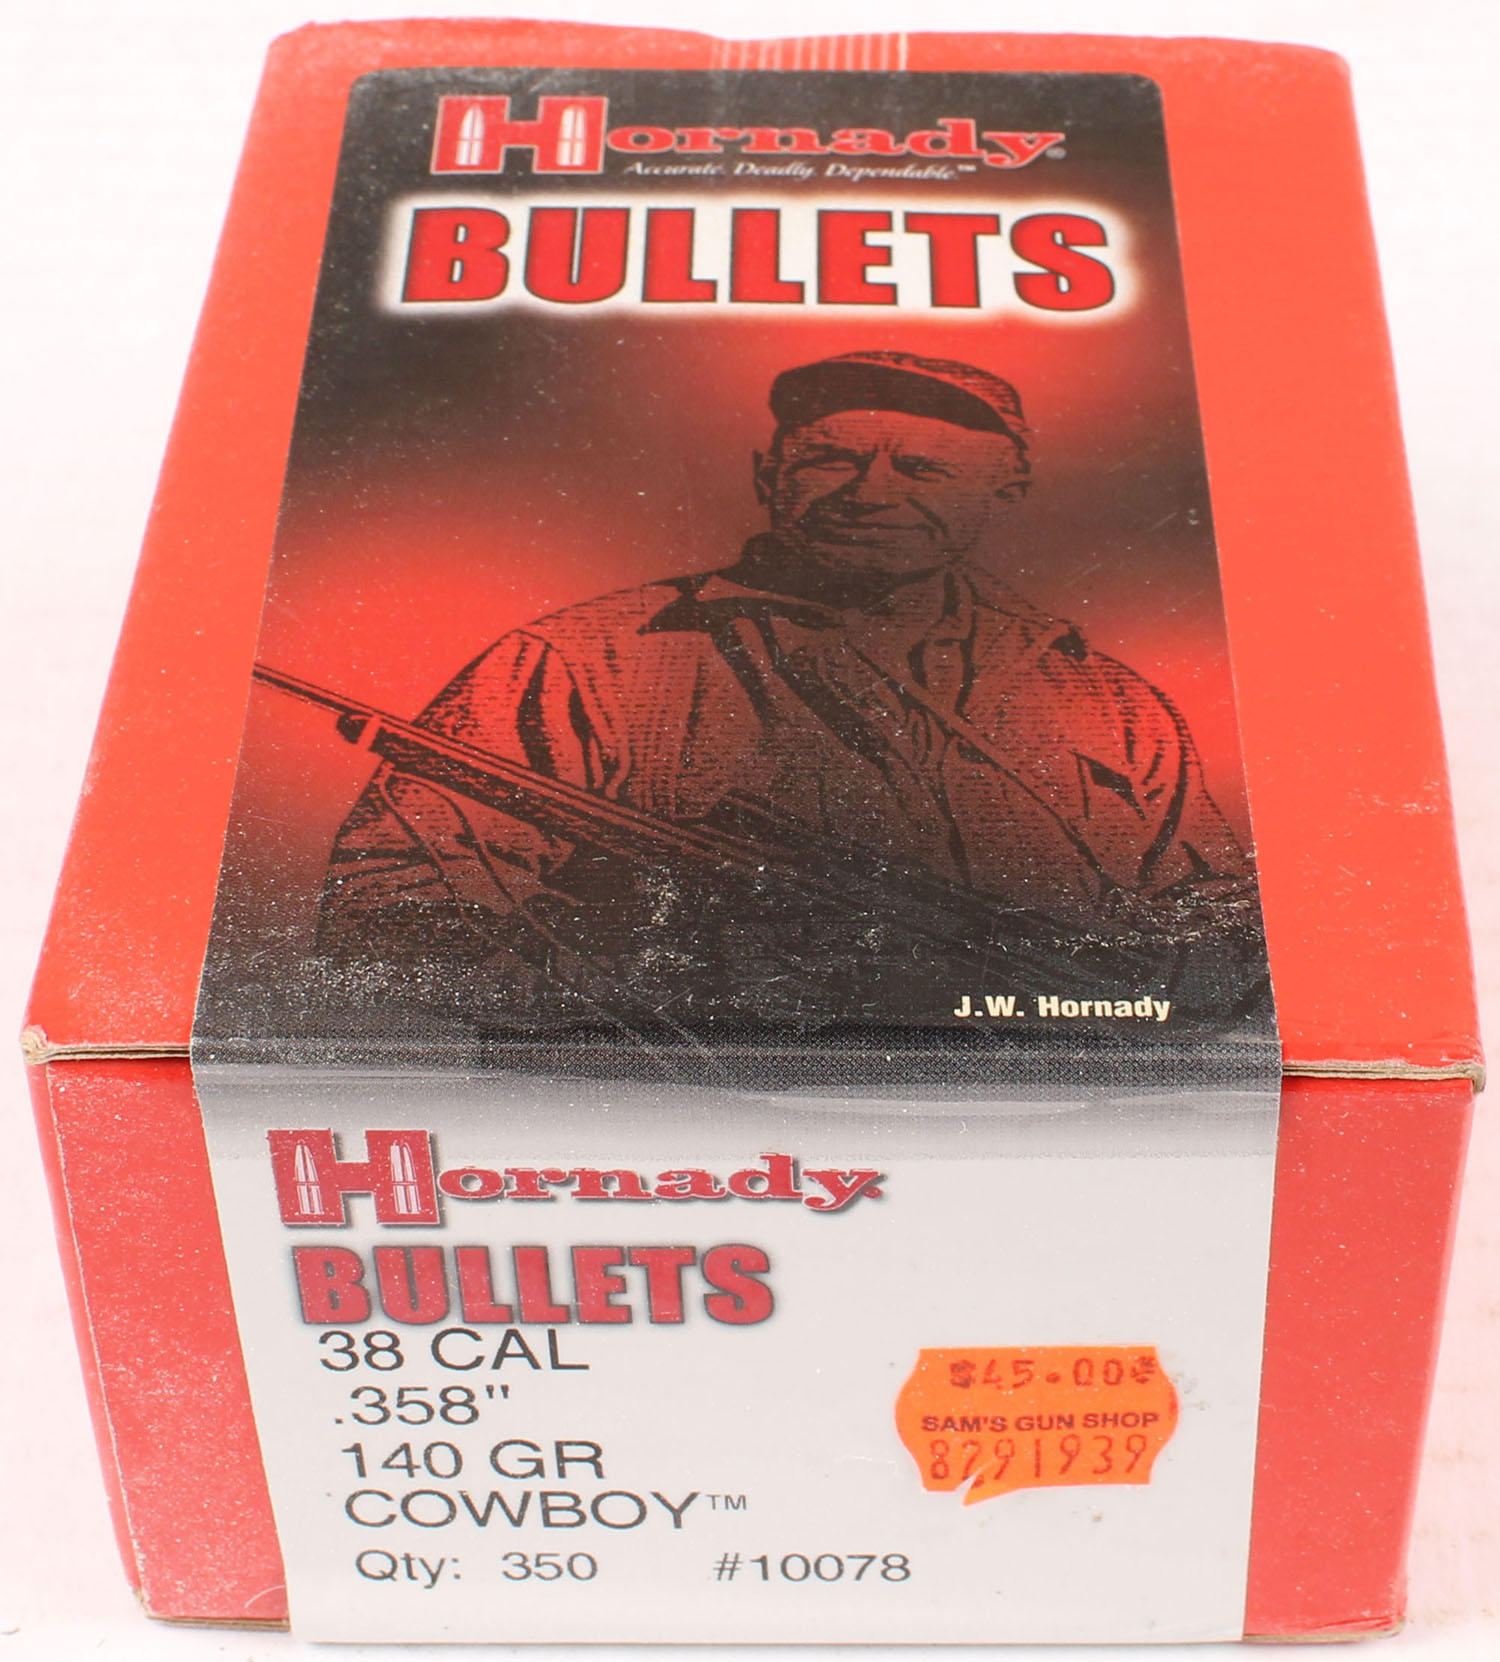 Hornady®
Accurate. Deadly. Dependable.™
BULLETS
J.W. Hornady
Hornady
BULLETS
38 CAL
.358"
140 GR
COWBOY™
Qty: 350 #10078
$45.00
SAM'S GUN SHOP
8791939